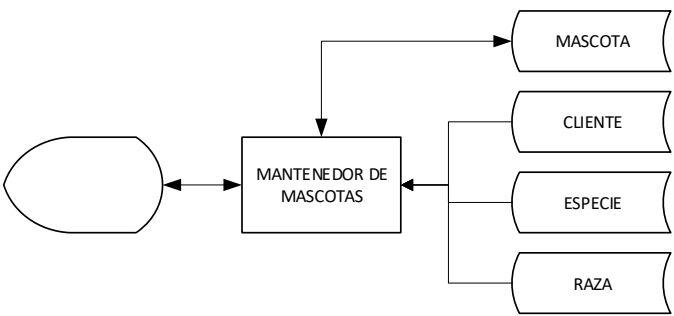 MASCOTA
CLIENTE
MANTENEDOR DE
MASCOTAS
ESPECIE
RAZA